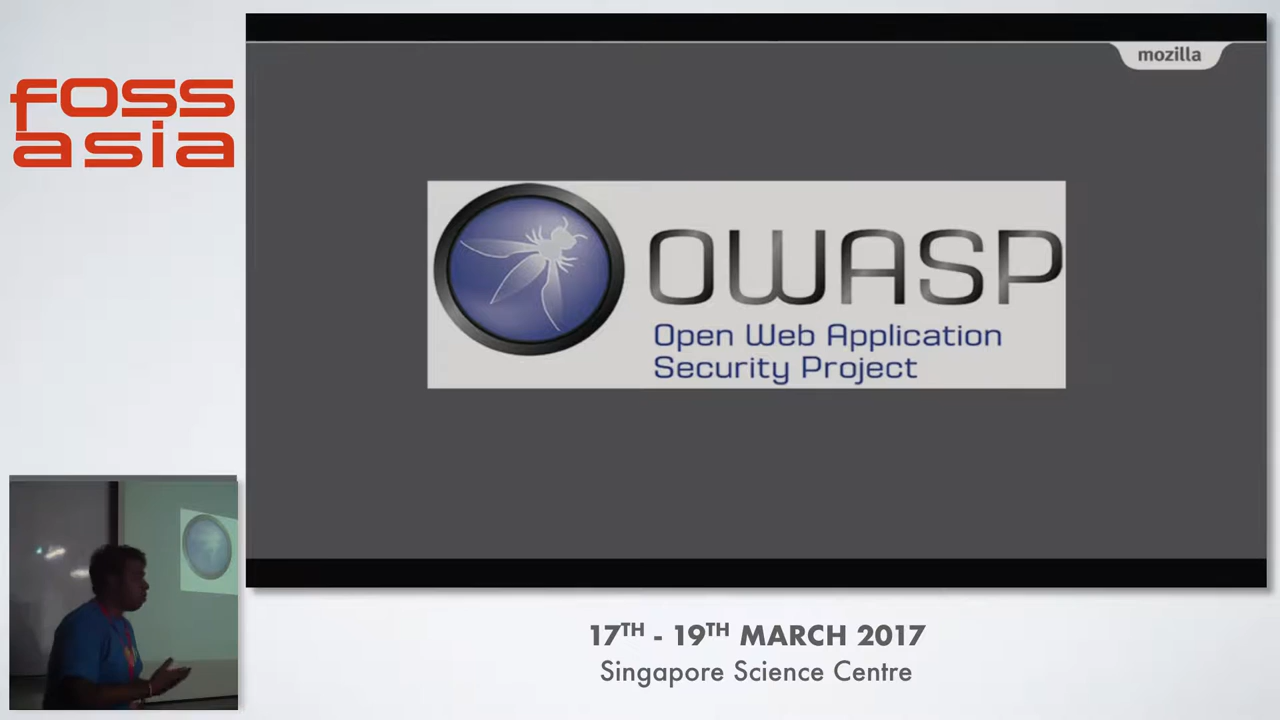 foss
asia
mozilla
OWASP
Open Web Application
Security Project
17TH - 19TH MARCH 2017
Singapore Science Centre